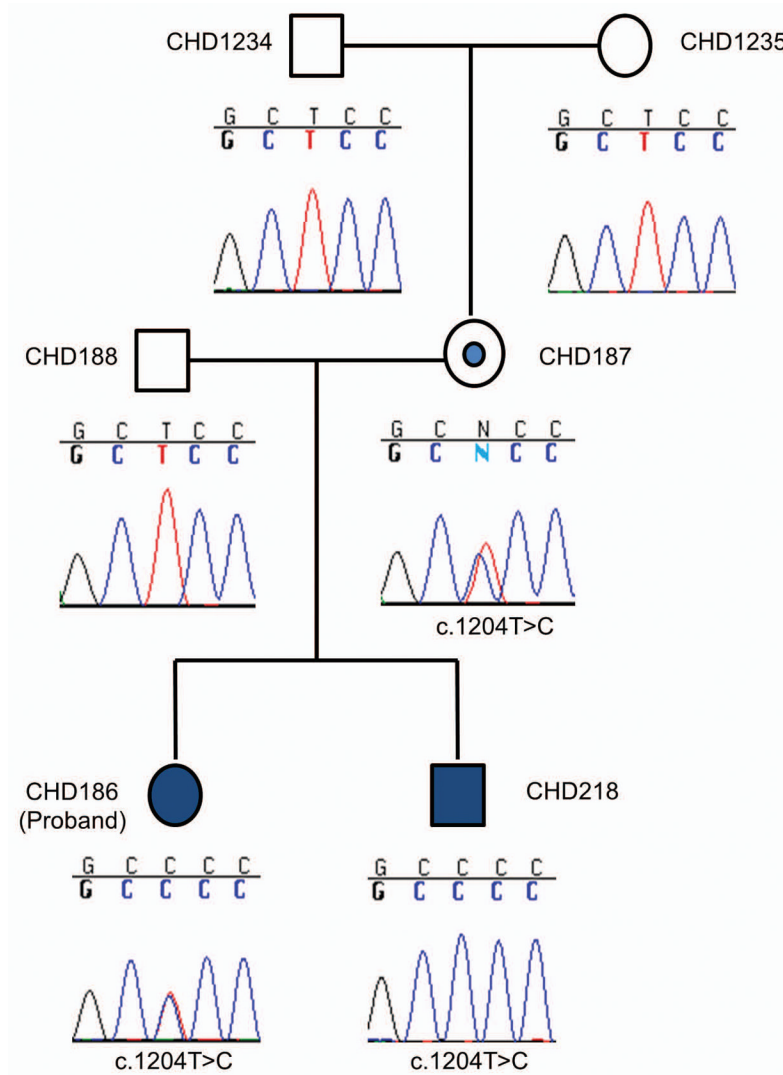 CHD1234
CHD1235
G C T C C
G C T C C
G C T C C
G C T C C
CHD188
CHD187
G C T C C
G C T C C
G C N C C
G C N C C
c.1204T>C
CHD186
(Proband)
CHD218
G C C C C
G C C C C
G C C C C
G C C C C
c.1204T>C
c.1204T>C